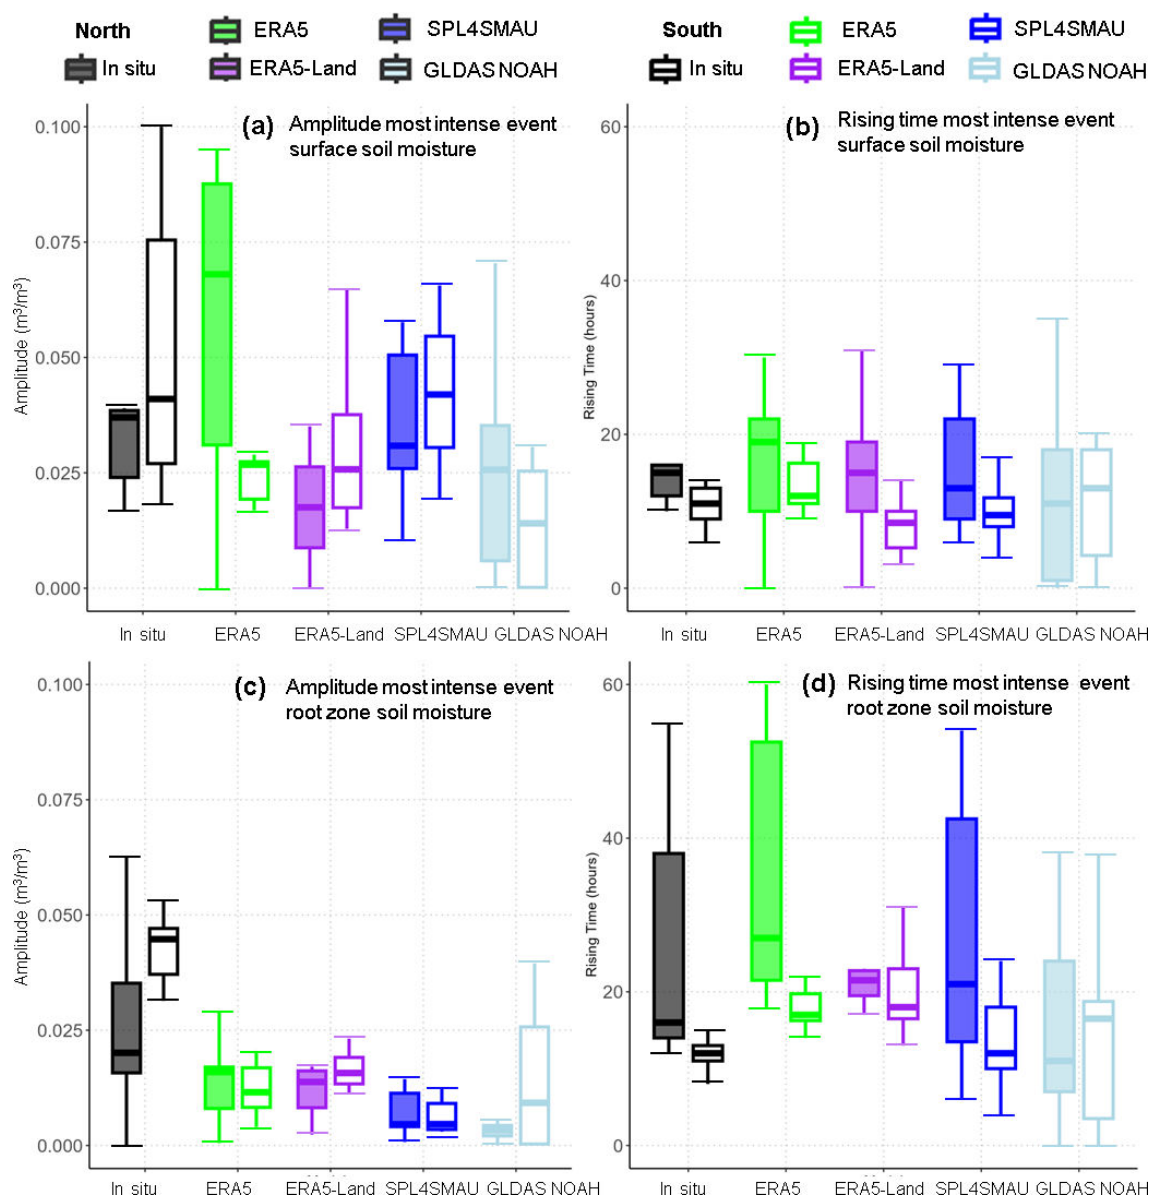 North ERA5 SPL4SMAU South ERA5 SPL4SMAU
In situ ERA5-Land GLDAS NOAH In situ ERA5-Land GLDAS NOAH
(a) Amplitude most intense event
surface soil moisture
Amplitude (m³/m³)
0.100
0.075
0.050
0.025
0.000
In situ ERA5 ERA5-Land SPL4SMAU GLDAS NOAH
(b) Rising time most intense event
surface soil moisture
Rising Time (hours)
60
40
20
0
In situ ERA5 ERA5-Land SPL4SMAU GLDAS NOAH
(c) Amplitude most intense event
root zone soil moisture
Amplitude (m³/m³)
0.100
0.075
0.050
0.025
0.000
In situ ERA5 ERA5-Land SPL4SMAU GLDAS NOAH
(d) Rising time most intense event
root zone soil moisture
Rising Time (hours)
60
40
20
0
In situ ERA5 ERA5-Land SPL4SMAU GLDAS NOAH